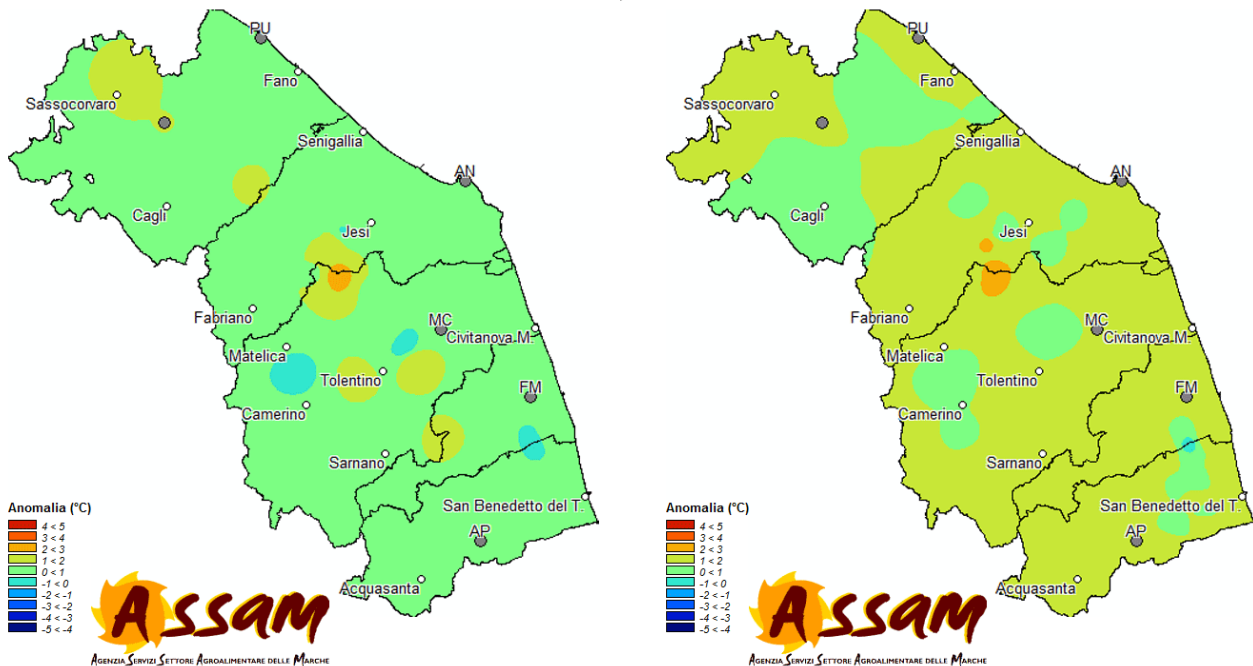 PU
Fano
Sassocorvaro
Senigallia
AN
Cagli
Jesi
Fabriano
MC
Civitanova M.
Matelica
Tolentino
FM
Camerino
Sarnano
San Benedetto del T.
AP
Acquasanta
Anomalia (°C)
4 < 5
3 < 4
2 < 3
1 < 2
0 < 1
-1 < 0
-2 < -1
-3 < -2
-4 < -3
-5 < -4
Assam
Agenzia Servizi Settore Agroalimentare delle Marche
PU
Fano
Sassocorvaro
Senigallia
AN
Cagli
Jesi
Fabriano
MC
Civitanova M.
Matelica
Tolentino
FM
Camerino
Sarnano
San Benedetto del T.
AP
Acquasanta
Anomalia (°C)
4 < 5
3 < 4
2 < 3
1 < 2
0 < 1
-1 < 0
-2 < -1
-3 < -2
-4 < -3
-5 < -4
Assam
Agenzia Servizi Settore Agroalimentare delle Marche